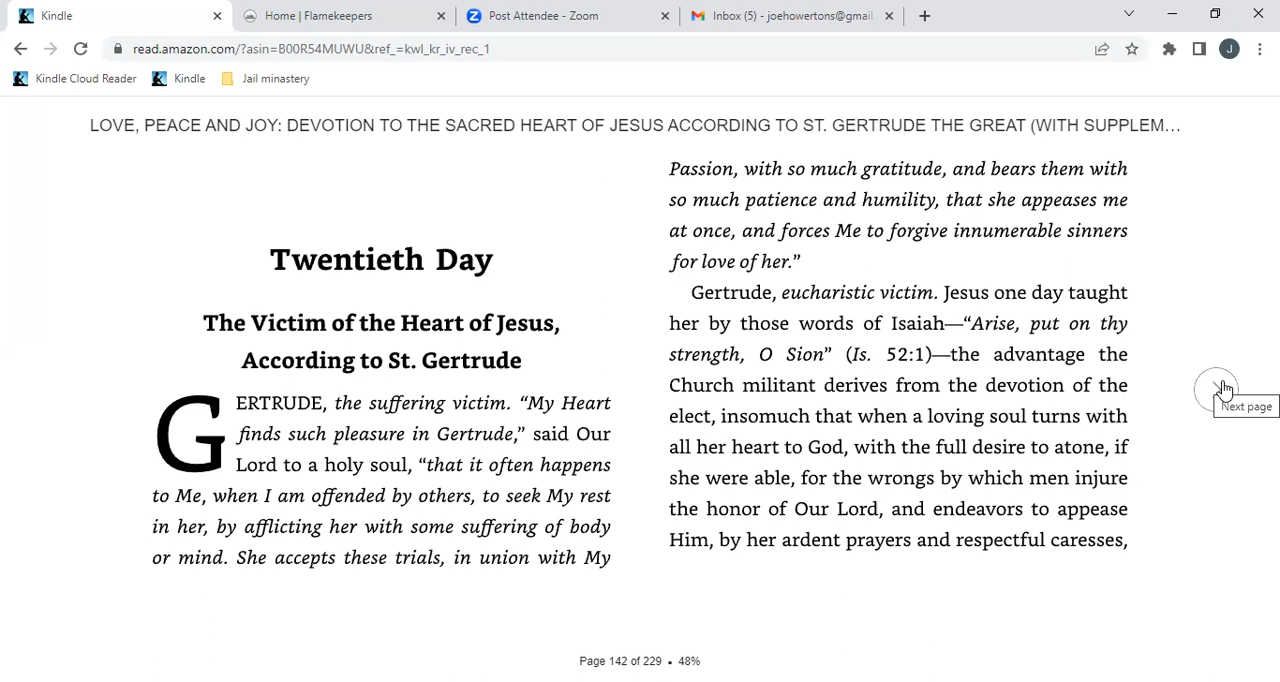 Kindle
Home | Flamekeepers
Post Attendee - Zoom
Inbox (5) - joehowertons@gmail.
read.amazon.com/?asin=B00R54MUWU&ref_=kwl_kr_iv_rec_1
J
Kindle Cloud Reader
Kindle
Jail minastery
LOVE, PEACE AND JOY: DEVOTION TO THE SACRED HEART OF JESUS ACCORDING TO ST. GERTRUDE THE GREAT (WITH SUPPLEM...
Twentieth Day
The Victim of the Heart of Jesus,
According to St. Gertrude
GERTRUDE, the suffering victim. “My Heart
finds such pleasure in Gertrude,” said Our
Lord to a holy soul, “that it often happens
to Me, when I am offended by others, to seek My rest
in her, by afflicting her with some suffering of body
or mind. She accepts these trials, in union with My
Passion, with so much gratitude, and bears them with
so much patience and humility, that she appeases me
at once, and forces Me to forgive innumerable sinners
for love of her.”
Gertrude, eucharistic victim. Jesus one day taught
her by those words of Isaiah—“Arise, put on thy
strength, O Sion” (Is. 52:1)—the advantage the
Church militant derives from the devotion of the
elect, insomuch that when a loving soul turns with
all her heart to God, with the full desire to atone, if
she were able, for the wrongs by which men injure
the honor of Our Lord, and endeavors to appease
Him, by her ardent prayers and respectful caresses,
Next page
Page 142 of 229 • 48%